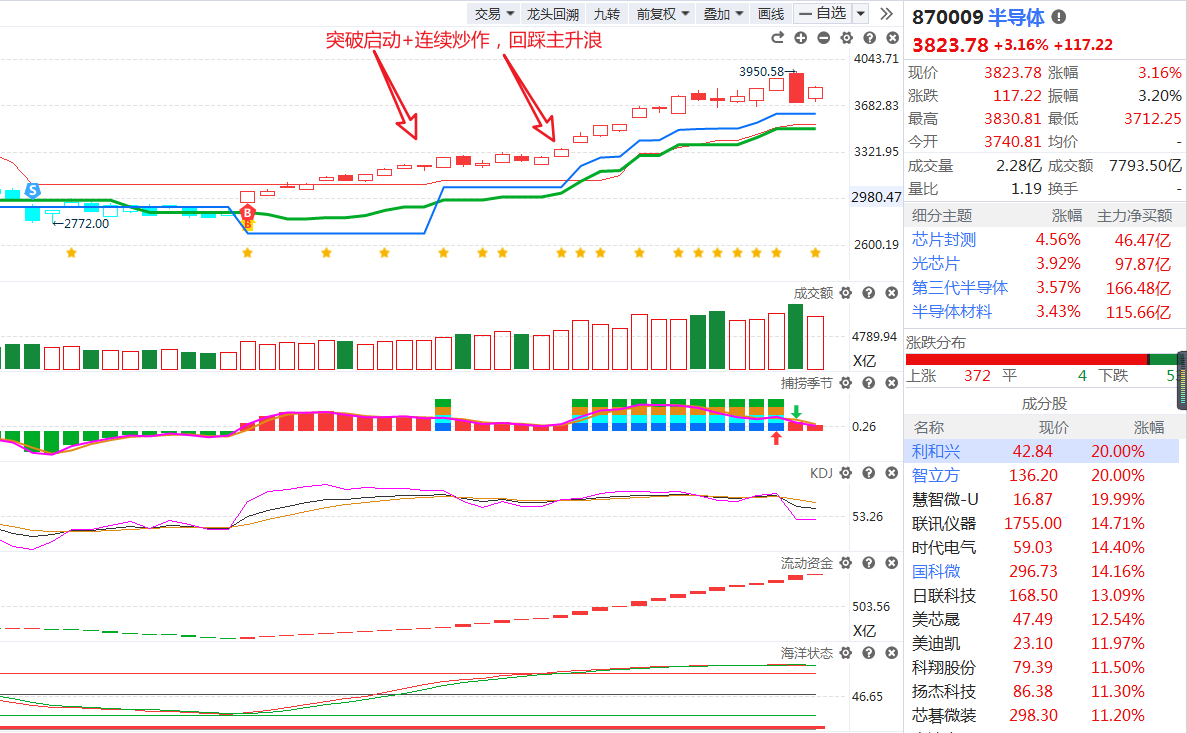 交易 龙头回溯 九转 前复权 叠加 画线 一 自选
突破启动+连续炒作，回踩主升浪
3950.58→
4043.71
3682.83
3321.95
2980.47
2600.19
S
B
B
←2772.00
成交额
4789.94
X亿
捕捞季节
0.26
KDJ
53.26
流动资金
503.56
X亿
海洋状态
46.65
870009 半导体
3823.78 +3.16% +117.22
现价 3823.78 涨幅 3.16%
涨跌 117.22 振幅 3.20%
最高 3830.81 最低 3712.25
今开 3740.81 均价 -
成交量 2.28亿 成交额 7793.50亿
量比 1.19 换手 -
细分主题 涨幅 主力净买额
芯片封测 4.56% 46.47亿
光芯片 3.92% 97.87亿
第三代半导体 3.57% 166.48亿
半导体材料 3.43% 115.66亿
涨跌分布
上涨 372 平 4 下跌
成分股
名称 现价 涨幅
利和兴 42.84 20.00%
智立方 136.20 20.00%
慧智微-U 16.87 19.99%
联讯仪器 1755.00 14.71%
时代电气 59.03 14.40%
国科微 296.73 14.16%
日联科技 168.50 13.09%
美芯晟 47.49 12.54%
美迪凯 23.10 11.97%
科翔股份 79.39 11.50%
扬杰科技 86.38 11.30%
芯碁微装 298.30 11.20%